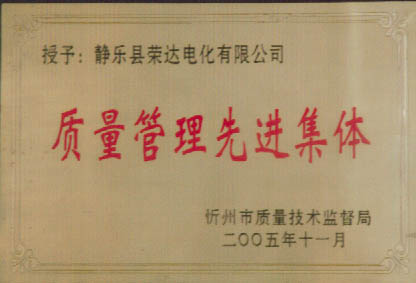 授予：静乐县荣达电化有限公司
质量管理先进集体
忻州市质量技术监督局
二〇〇五年十一月